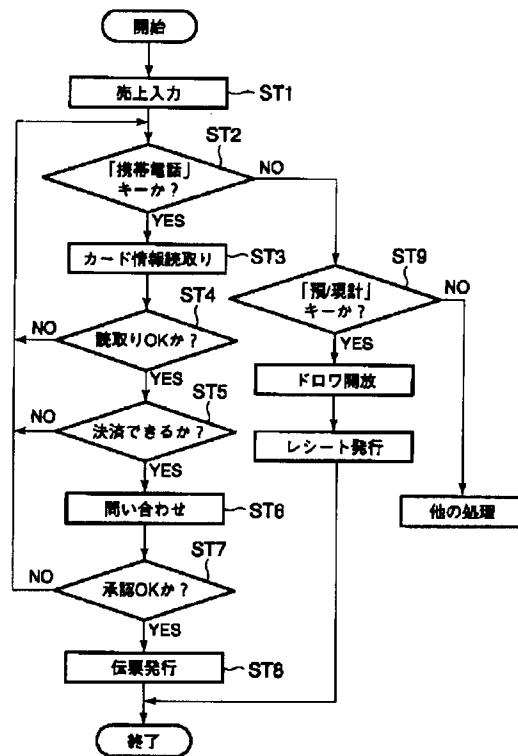 開始
売上入力
ST1
「携帯電話」
キーか？
ST2
NO
YES
カード情報読取り
ST3
読取りOKか？
ST4
NO
YES
決済できるか？
ST5
NO
YES
問い合わせ
ST6
承認OKか？
ST7
NO
YES
伝票発行
ST8
終了
「預/現計」
キーか？
ST9
NO
YES
ドロワ開放
レシート発行
他の処理